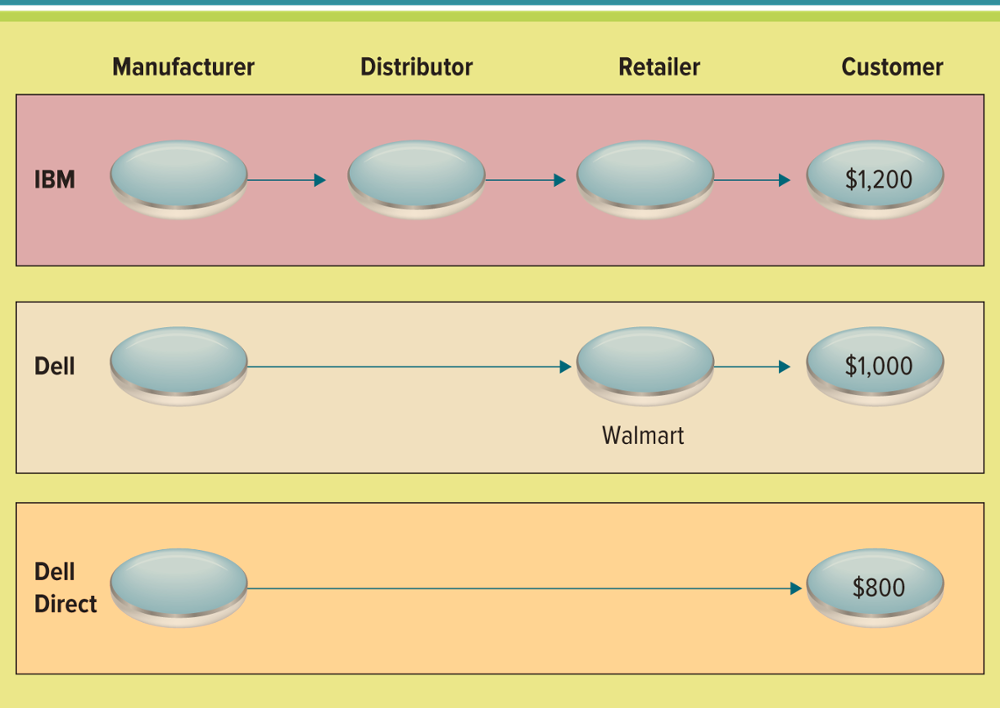 Manufacturer Distributor Retailer Customer
IBM $1,200
Dell $1,000
Walmart
Dell
Direct
$800